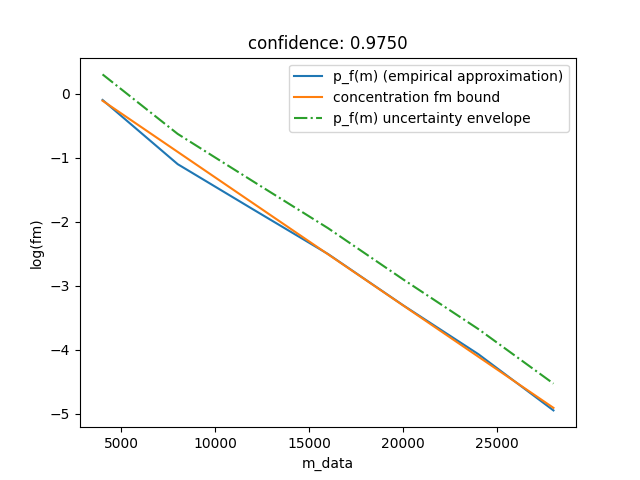 confidence: 0.9750
p_f(m) (empirical approximation)
concentration fm bound
p_f(m) uncertainty envelope
log(fm)
0
−1
−2
−3
−4
−5
5000 10000 15000 20000 25000
m_data